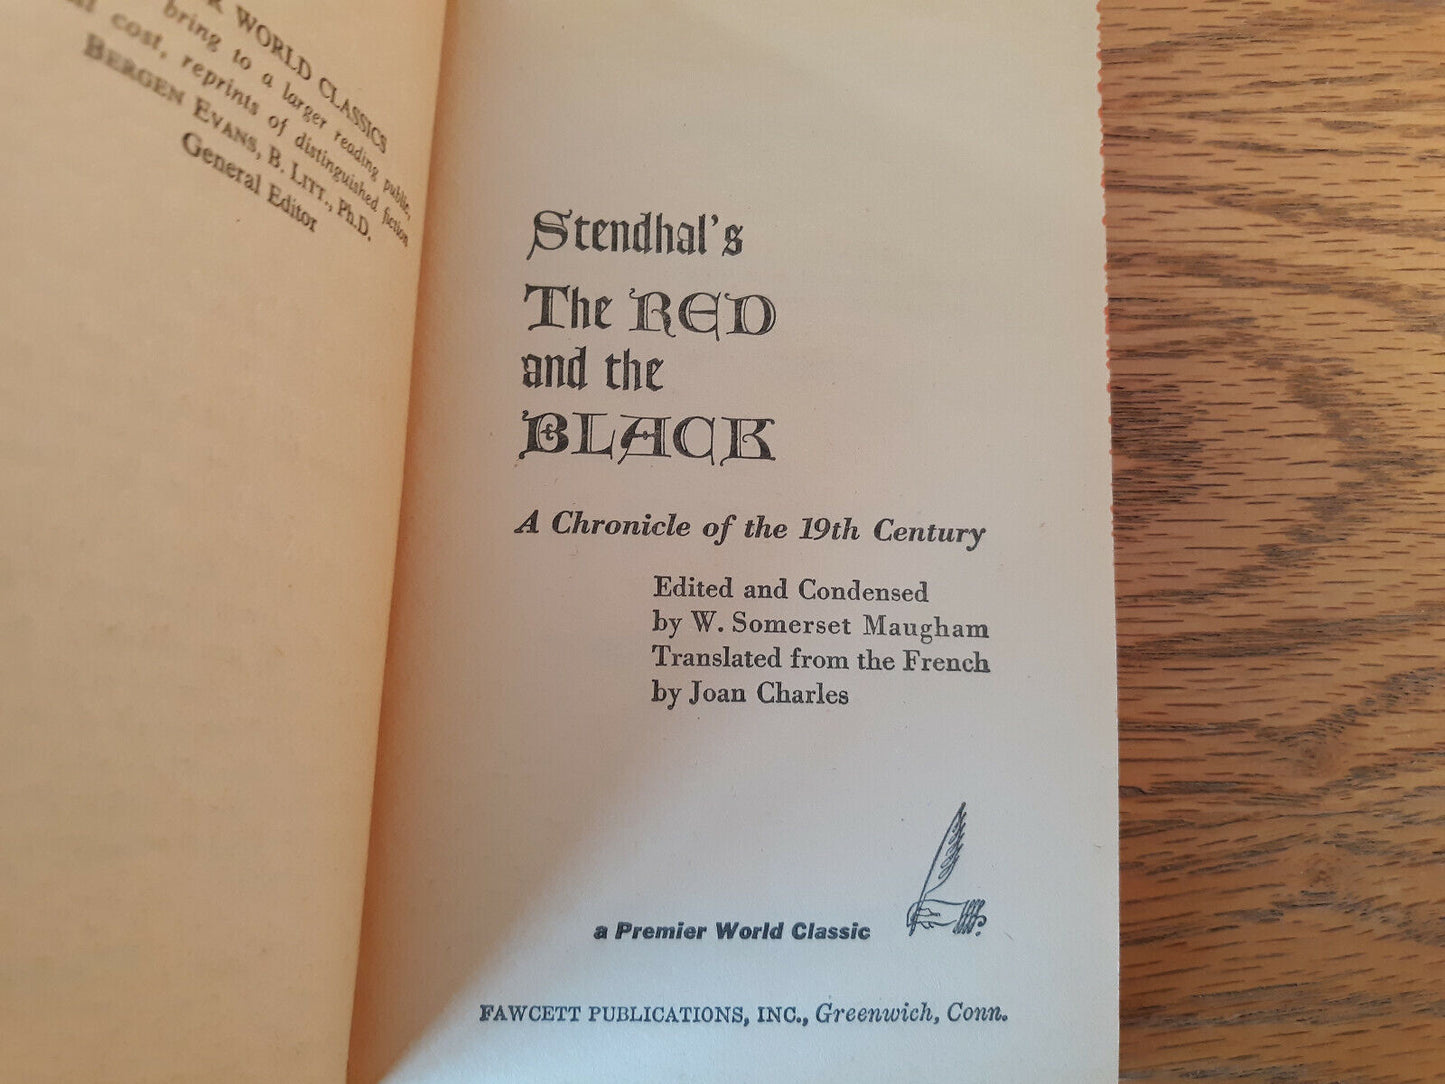 WORLD CLASSICS
bring to a larger reading public,
cost, reprints of distinguished fiction
BERGEN EVANS, B. LITT., PH.D.
General Editor
Stendhal's
The RED
and the
BLACK
A Chronicle of the 19th Century
Edited and Condensed
by W. Somerset Maugham
Translated from the French
by Joan Charles
a Premier World Classic
FAWCETT PUBLICATIONS, INC., Greenwich, Conn.